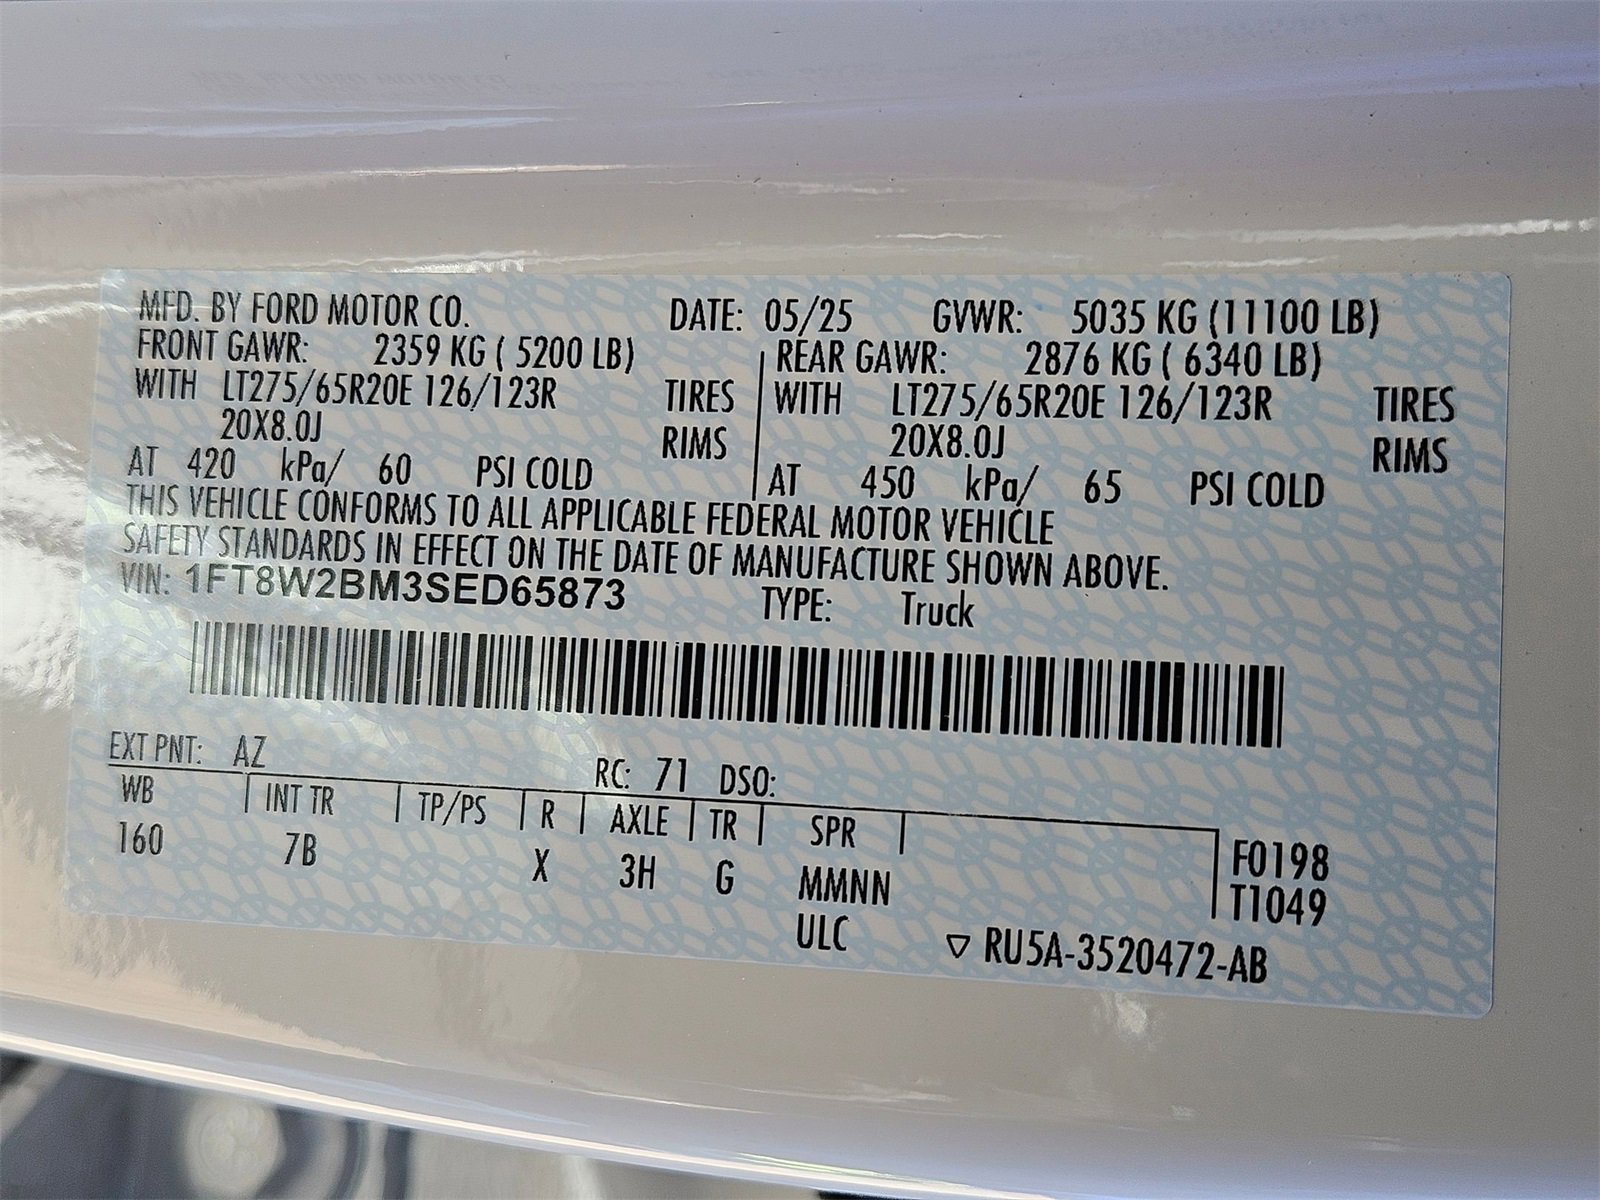 MFD. BY FORD MOTOR CO. DATE: 05/25 GVWR: 5035 KG (11100 LB)
FRONT GAWR: 2359 KG ( 5200 LB) REAR GAWR: 2876 KG ( 6340 LB)
WITH LT275/65R20E 126/123R TIRES WITH LT275/65R20E 126/123R TIRES
20X8.0J RIMS 20X8.0J RIMS
AT 420 kPa/ 60 PSI COLD AT 450 kPa/ 65 PSI COLD
THIS VEHICLE CONFORMS TO ALL APPLICABLE FEDERAL MOTOR VEHICLE
SAFETY STANDARDS IN EFFECT ON THE DATE OF MANUFACTURE SHOWN ABOVE.
VIN: 1FT8W2BM3SED65873 TYPE: Truck
EXT PNT: AZ RC: 71 DSO:
WB INT TR TP/PS R AXLE TR SPR
160 7B X 3H G MMNN F0198
ULC T1049
▽ RU5A-3520472-AB